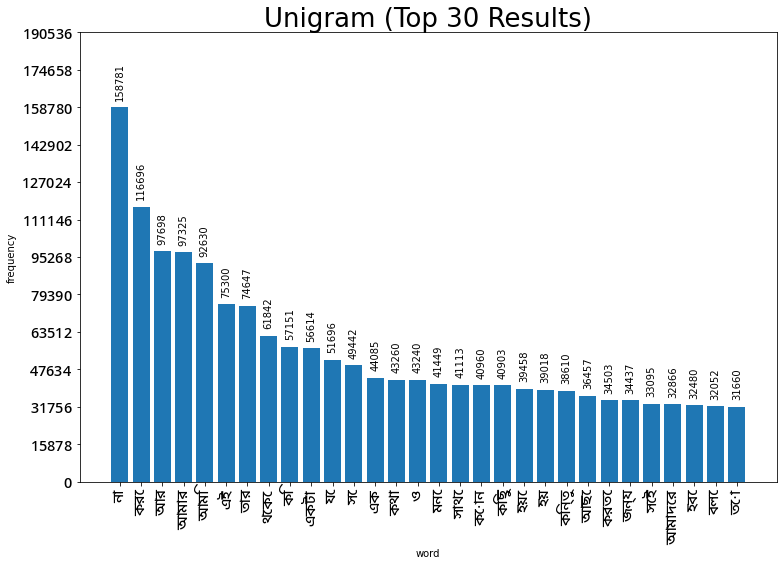 Unigram (Top 30 Results)
190536
174658
158780
142902
127024
111146
95268
79390
63512
47634
31756
15878
0
frequency
158781
116696
97698
97325
92630
75300
74647
61842
57151
56614
51696
49442
44085
43260
43240
41449
41113
40960
40903
39458
39018
38610
36457
34503
34437
33095
32866
32480
32052
31660
না
করে
আর
আমার
আমি
এই
তার
থেকে
কি
একটা
যে
সে
এক
কথা
ও
মনে
সাথে
কোন
কিছু
হয়ে
হয়
কিন্তু
আছে
করতে
জন্য
সেই
আমাদের
হবে
বলে
তো
word